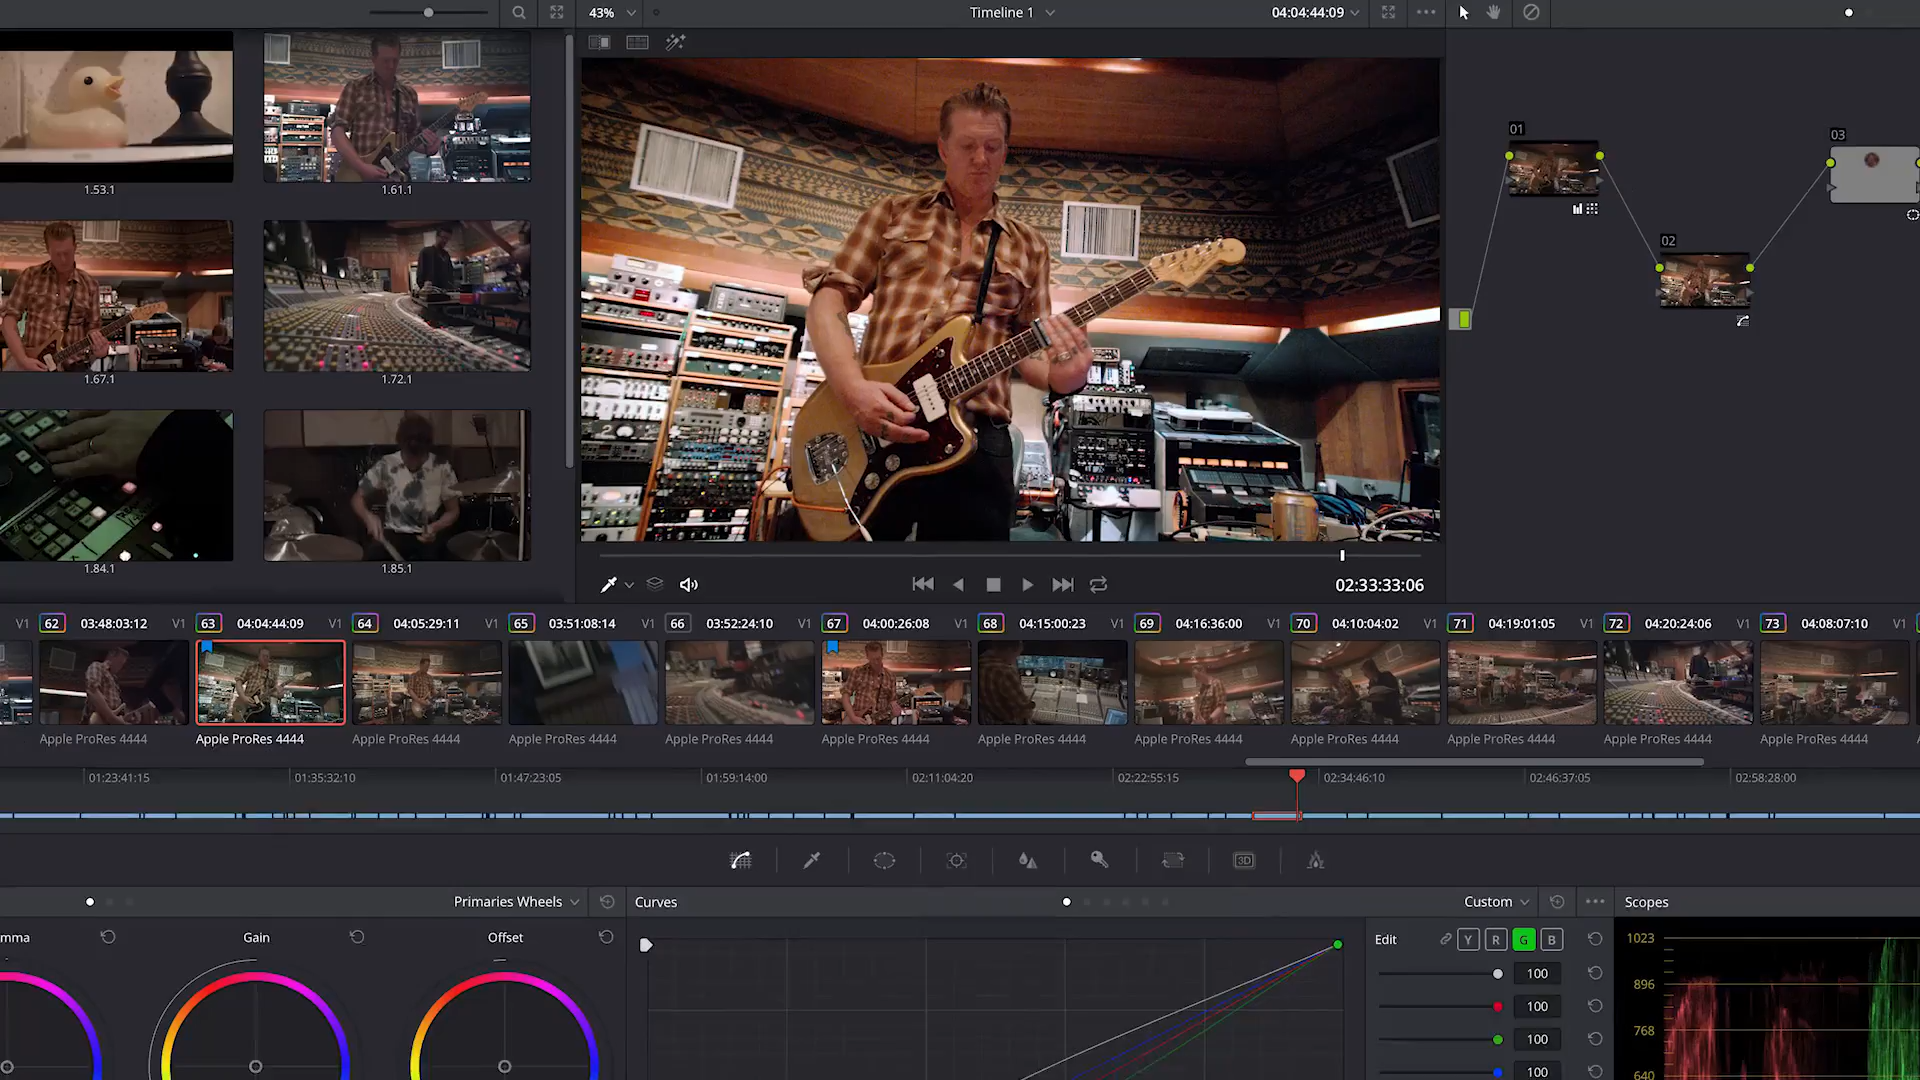 43%
Timeline 1
04:04:44:09
1.53.1
1.61.1
1.67.1
1.72.1
1.84.1
1.85.1
01
02
03
02:33:33:06
V1 62 03:48:03:12 V1 63 04:04:44:09 V1 64 04:05:29:11 V1 65 03:51:08:14 V1 66 03:52:24:10 V1 67 04:00:26:08 V1 68 04:15:00:23 V1 69 04:16:36:00 V1 70 04:10:04:02 V1 71 04:19:01:05 V1 72 04:20:24:06 V1 73 04:08:07:10 V1
Apple ProRes 4444 Apple ProRes 4444 Apple ProRes 4444 Apple ProRes 4444 Apple ProRes 4444 Apple ProRes 4444 Apple ProRes 4444 Apple ProRes 4444 Apple ProRes 4444 Apple ProRes 4444 Apple ProRes 4444 Apple ProRes 4444
01:23:41:15 01:35:32:10 01:47:23:05 01:59:14:00 02:11:04:20 02:22:55:15 02:34:46:10 02:46:37:05 02:58:28:00
3D
Primaries Wheels
mma
Gain
Offset
Curves
Custom
Edit
Y R G B
100
100
100
100
Scopes
1023
896
768
640